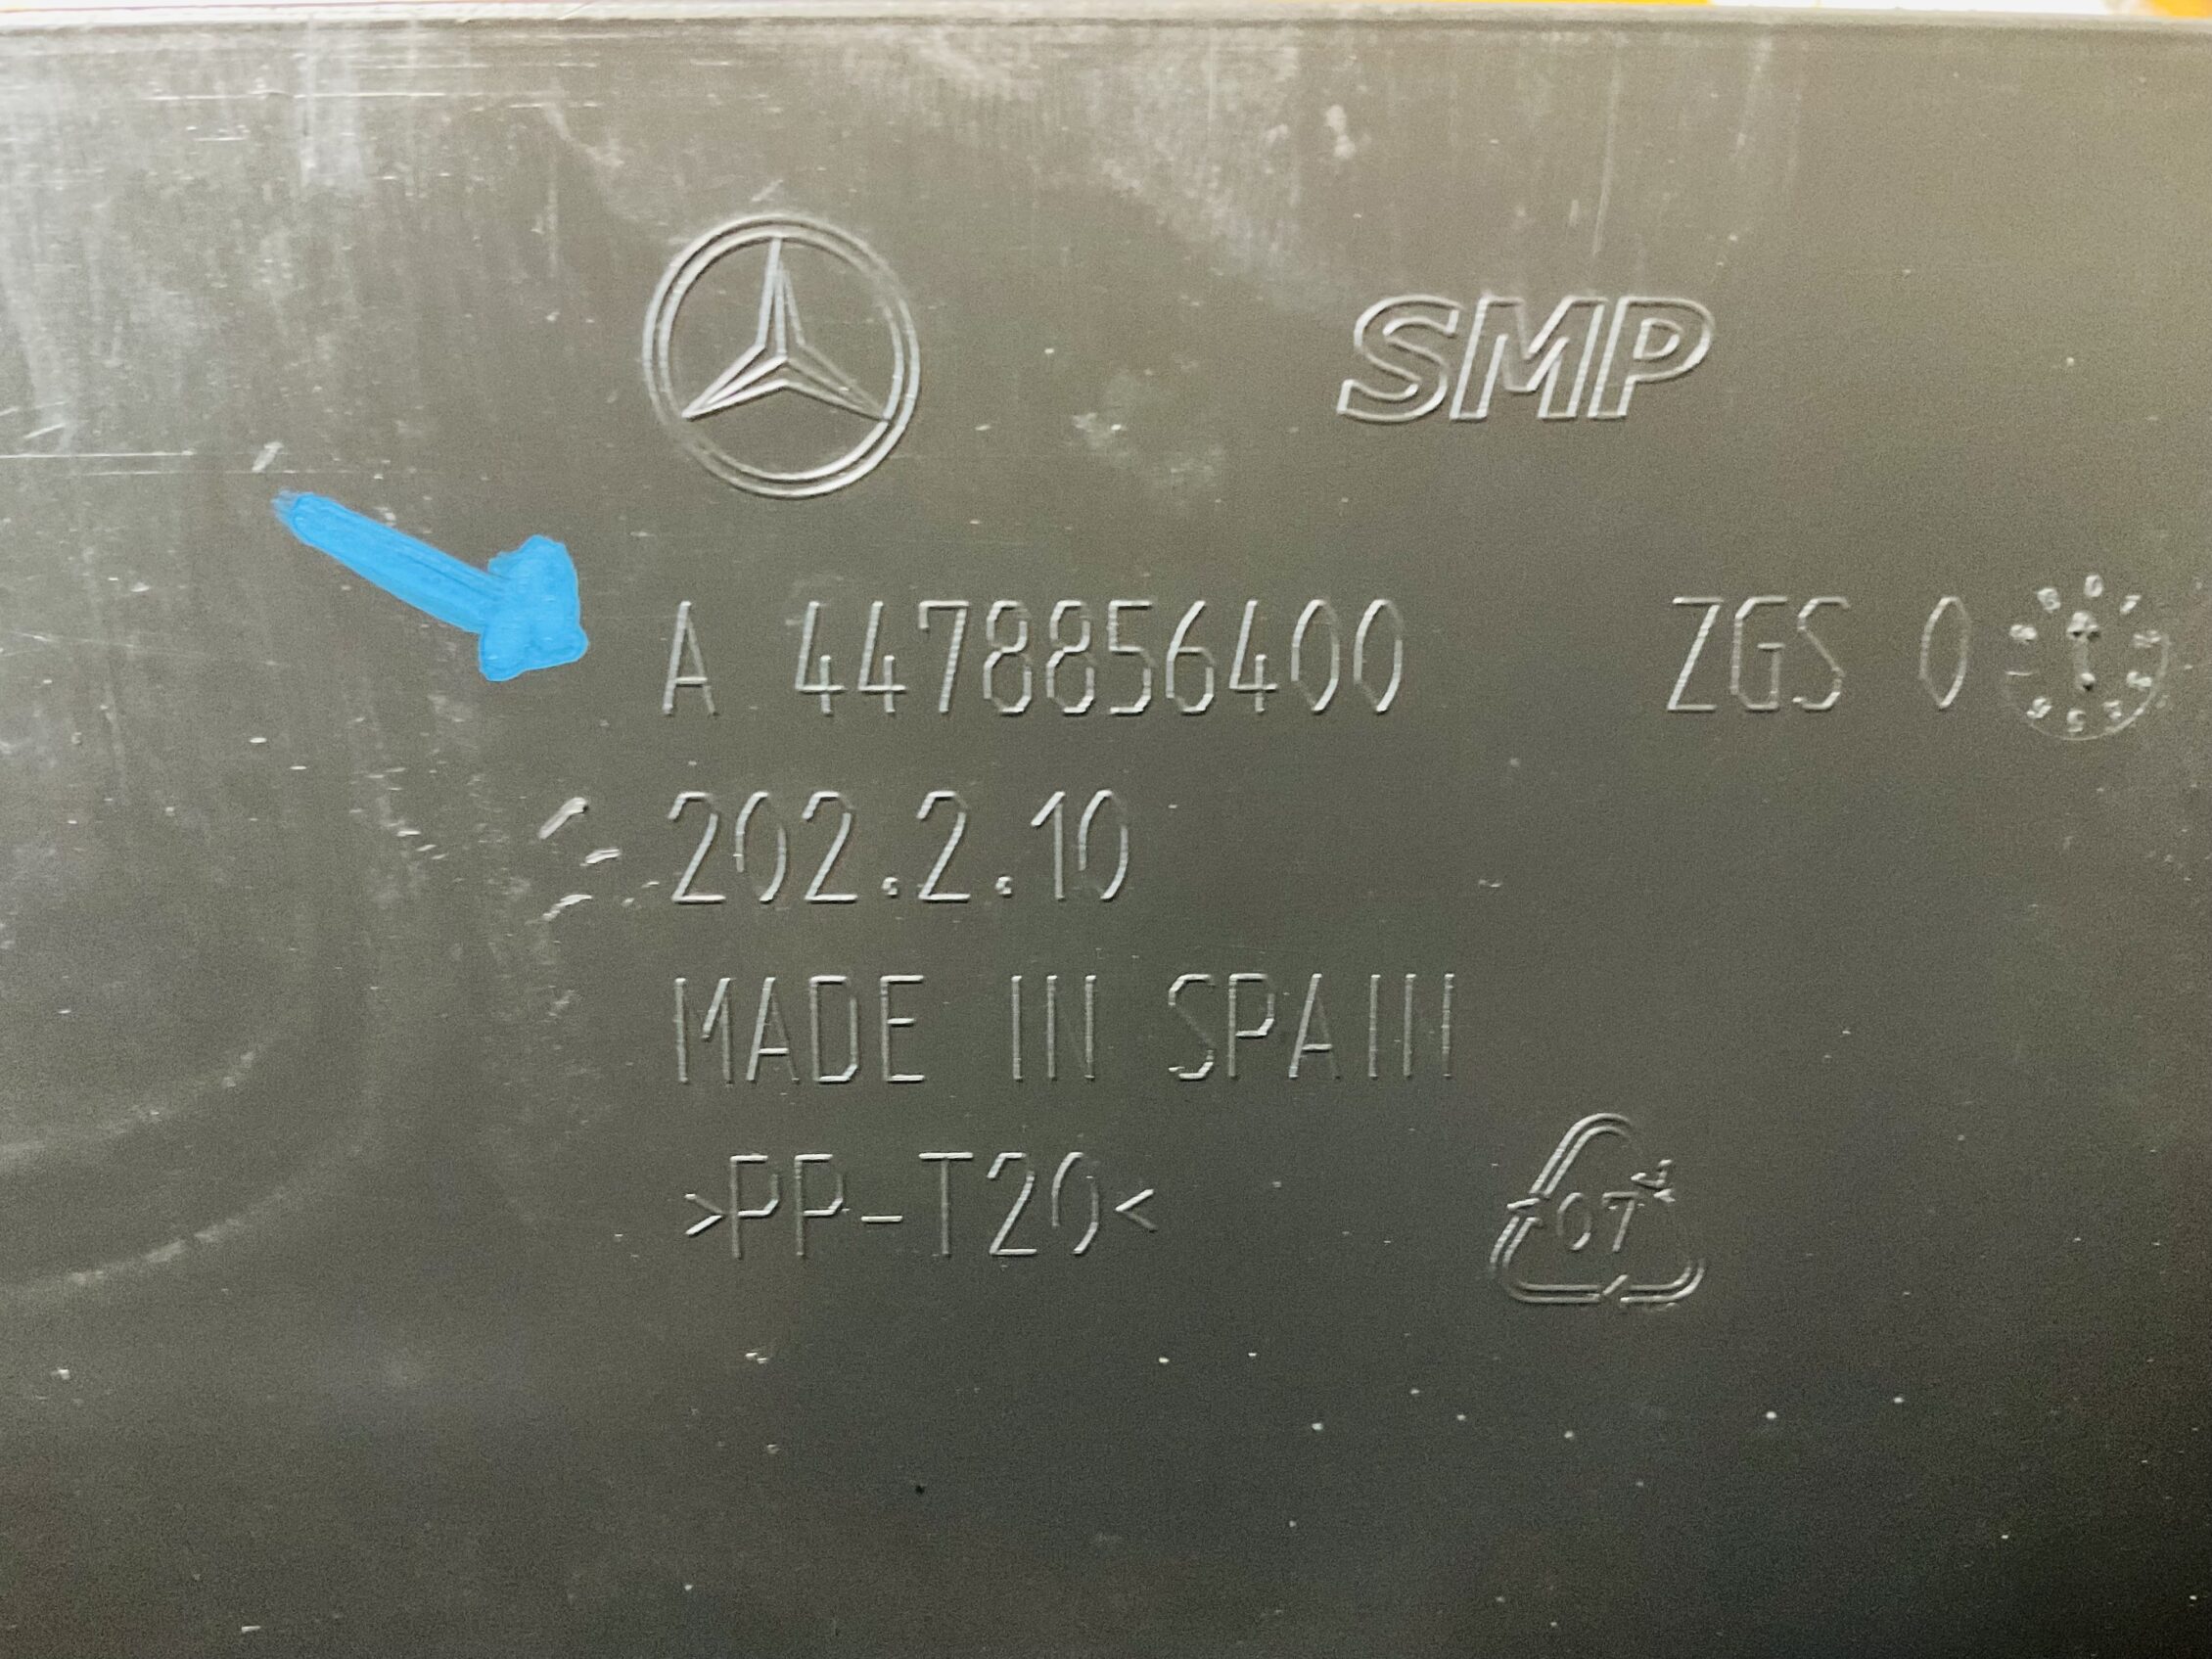 SMP
A 4478856400 ZGS 0
202.2.10
MADE IN SPAIN
>PP-T20<
07